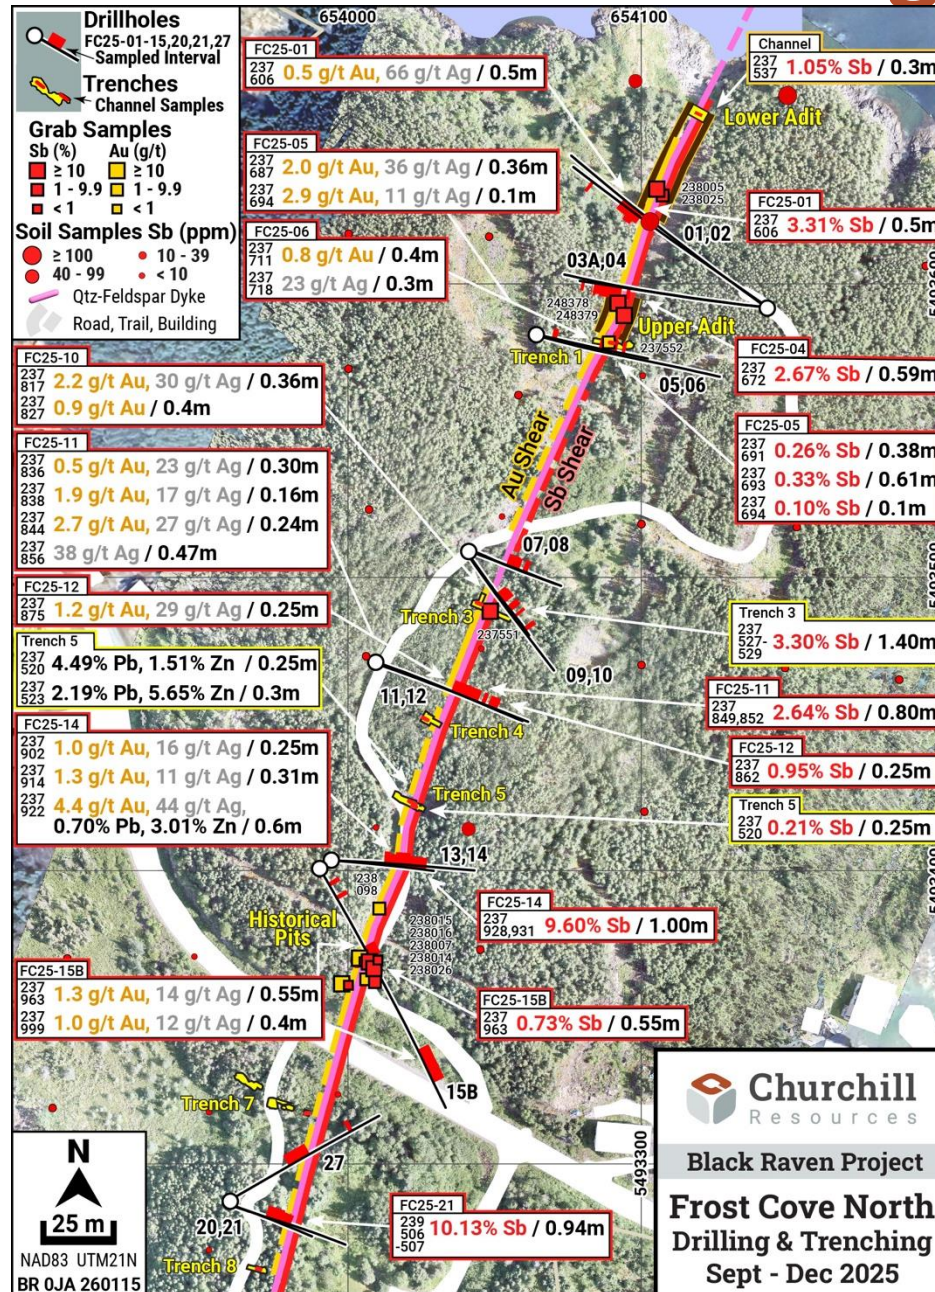 Drillholes
FC25-01-15,20,21,27
Sampled Interval
Trenches
Channel Samples
Grab Samples
Sb (%) Au (g/t)
≥ 10 ≥ 10
1 - 9.9 1 - 9.9
< 1 < 1
Soil Samples Sb (ppm)
≥ 100 10 - 39
40 - 99 < 10
Qtz-Feldspar Dyke
Road, Trail, Building
654000
654100
FC25-01
237 606 0.5 g/t Au, 66 g/t Ag / 0.5m
Channel
237 537 1.05% Sb / 0.3m
Lower Adit
FC25-05
237 687 2.0 g/t Au, 36 g/t Ag / 0.36m
237 694 2.9 g/t Au, 11 g/t Ag / 0.1m
238005
238025
FC25-01
237 606 3.31% Sb / 0.5m
01,02
FC25-06
237 711 0.8 g/t Au / 0.4m
237 718 23 g/t Ag / 0.3m
03A,04
5493600
248378
248379
Upper Adit
237552
Trench 1
05,06
FC25-04
237 672 2.67% Sb / 0.59m
FC25-10
237 817 2.2 g/t Au, 30 g/t Ag / 0.36m
237 827 0.9 g/t Au / 0.4m
FC25-05
237 691 0.26% Sb / 0.38m
237 693 0.33% Sb / 0.61m
237 694 0.10% Sb / 0.1m
Au Shear
Sb Shear
FC25-11
237 836 0.5 g/t Au, 23 g/t Ag / 0.30m
237 838 1.9 g/t Au, 17 g/t Ag / 0.16m
237 844 2.7 g/t Au, 27 g/t Ag / 0.24m
237 856 38 g/t Ag / 0.47m
07,08
5493500
FC25-12
237 875 1.2 g/t Au, 29 g/t Ag / 0.25m
Trench 3
237551
Trench 3
237 527- 529 3.30% Sb / 1.40m
Trench 5
237 520 4.49% Pb, 1.51% Zn / 0.25m
237 523 2.19% Pb, 5.65% Zn / 0.3m
09,10
11,12
FC25-11
237 849,852 2.64% Sb / 0.80m
Trench 4
FC25-12
237 862 0.95% Sb / 0.25m
FC25-14
237 902 1.0 g/t Au, 16 g/t Ag / 0.25m
237 914 1.3 g/t Au, 11 g/t Ag / 0.31m
237 922 4.4 g/t Au, 44 g/t Ag,
0.70% Pb, 3.01% Zn / 0.6m
Trench 5
Trench 5
237 520 0.21% Sb / 0.25m
13,14
5493400
238 098
FC25-14
237 928,931 9.60% Sb / 1.00m
Historical
Pits
238015
238016
238007
238014
238026
FC25-15B
237 963 1.3 g/t Au, 14 g/t Ag / 0.55m
237 999 1.0 g/t Au, 12 g/t Ag / 0.4m
FC25-15B
237 963 0.73% Sb / 0.55m
15B
Trench 7
27
20,21
Trench 8
FC25-21
239 506 -507 10.13% Sb / 0.94m
5493300
N
25 m
NAD83 UTM21N
BR 0JA 260115
Churchill
Resources
Black Raven Project
Frost Cove North
Drilling & Trenching
Sept - Dec 2025